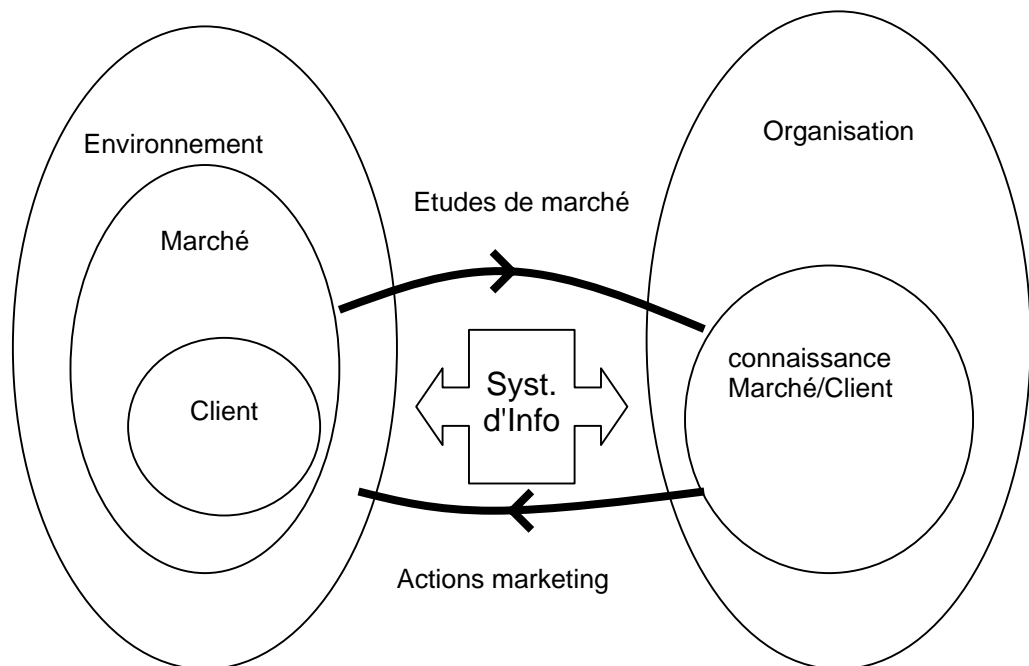 Environnement
Marché
Client
Etudes de marché
Syst.
d'Info
Actions marketing
Organisation
connaissance
Marché/Client